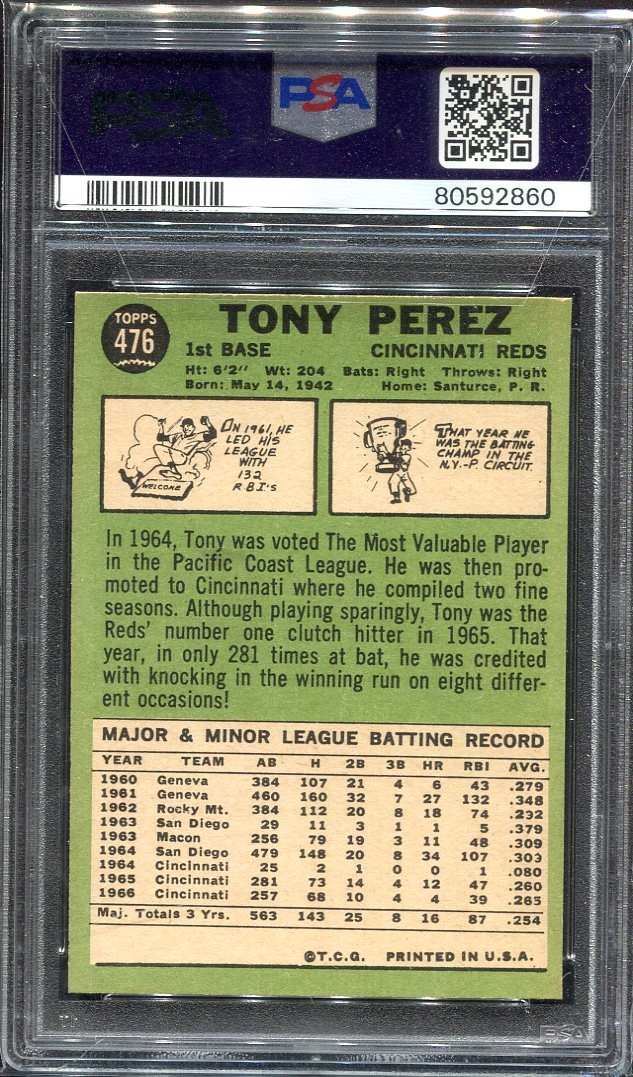 PSA
PSA
80592860
TOPPS
476
TONY PEREZ
1st BASE CINCINNATI REDS
Ht: 6'2" Wt: 204 Bats: Right Throws: Right
Born: May 14, 1942 Home: Santurce, P. R.
ON 1961, HE
LED HIS
LEAGUE
WITH
132
R.B.I'S
WELCOME
THAT YEAR HE
WAS THE BATTING
CHAMP IN THE
N.Y.-P. CIRCUIT.
In 1964, Tony was voted The Most Valuable Player
in the Pacific Coast League. He was then pro-
moted to Cincinnati where he compiled two fine
seasons. Although playing sparingly, Tony was the
Reds' number one clutch hitter in 1965. That
year, in only 281 times at bat, he was credited
with knocking in the winning run on eight differ-
ent occasions!
MAJOR & MINOR LEAGUE BATTING RECORD
YEAR TEAM AB H 2B 3B HR RBI AVG.
1960 Geneva 384 107 21 4 6 43 .279
1961 Geneva 460 160 32 7 27 132 .348
1962 Rocky Mt. 384 112 20 8 18 74 .292
1963 San Diego 29 11 3 1 1 5 .379
1963 Macon 256 79 19 3 11 48 .309
1964 San Diego 479 148 20 8 34 107 .309
1964 Cincinnati 25 2 1 0 0 1 .080
1965 Cincinnati 281 73 14 4 12 47 .260
1966 Cincinnati 257 68 10 4 4 39 .265
Maj. Totals 3 Yrs. 563 143 25 8 16 87 .254
©T.C.G. PRINTED IN U.S.A.
PSA